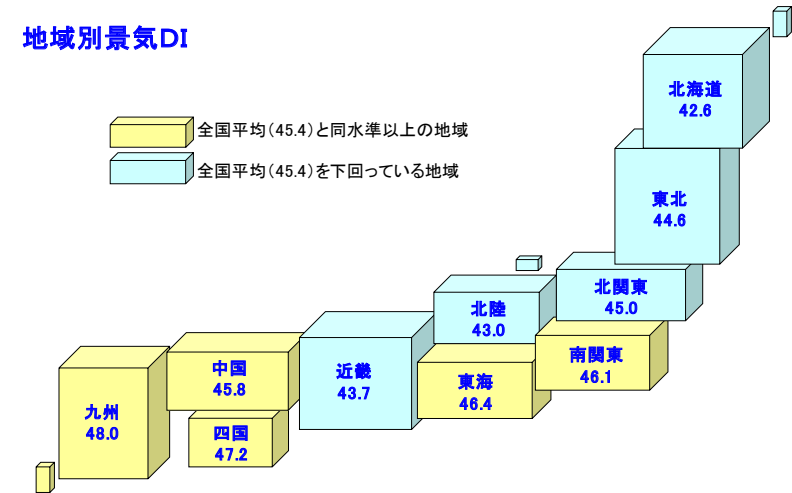 地域別景気DI
全国平均(45.4)と同水準以上の地域
全国平均(45.4)を下回っている地域
北海道
42.6
東北
44.6
北関東
45.0
北陸
43.0
南関東
46.1
東海
46.4
近畿
43.7
中国
45.8
四国
47.2
九州
48.0